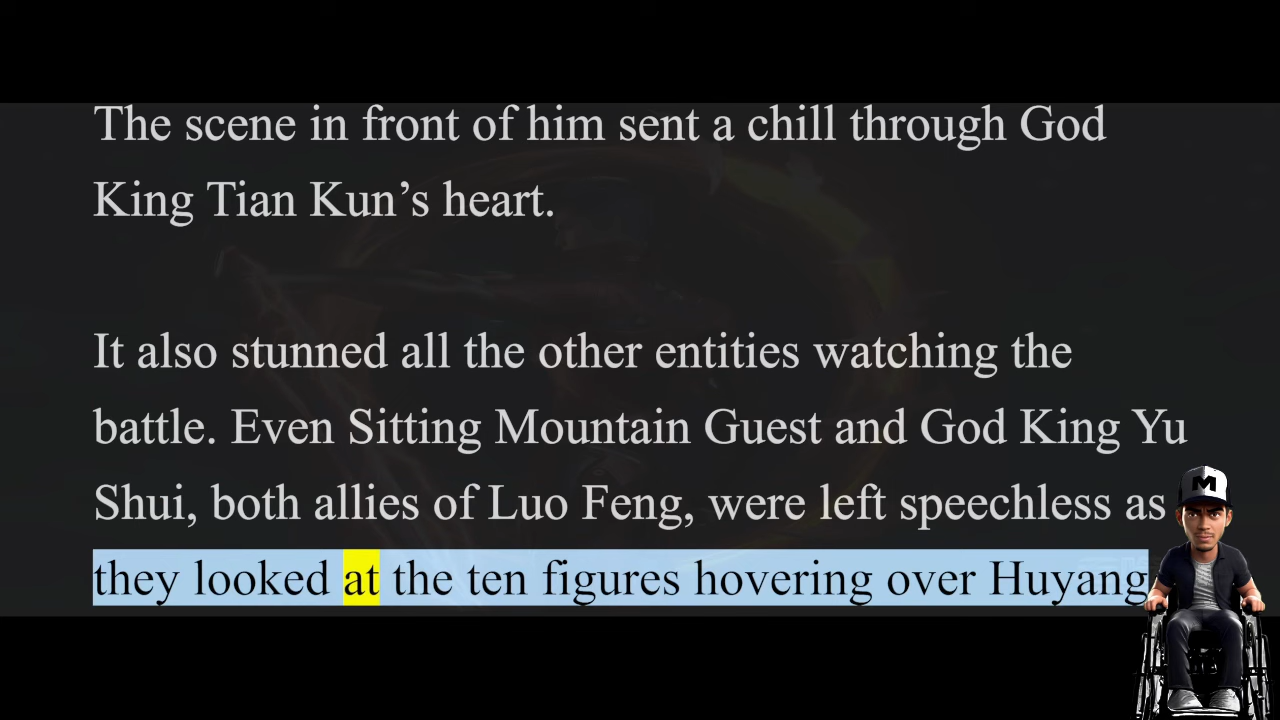 The scene in front of him sent a chill through God
King Tian Kun’s heart.
It also stunned all the other entities watching the
battle. Even Sitting Mountain Guest and God King Yu
Shui, both allies of Luo Feng, were left speechless as
they looked at the ten figures hovering over Huyang
M